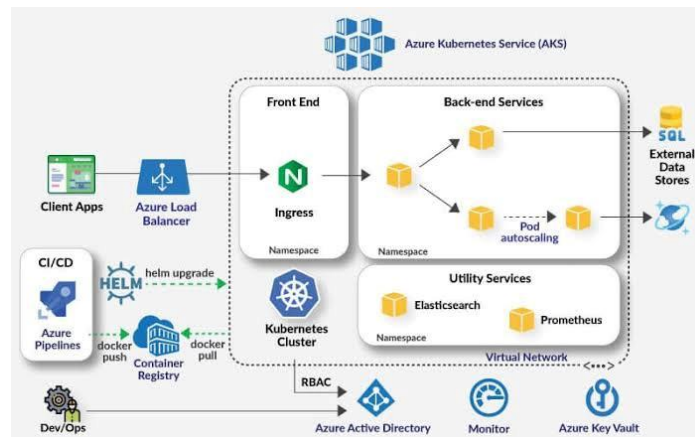 Azure Kubernetes Service (AKS)
Front End
Back-end Services
SQL
External
Data
Stores
Client Apps
Azure Load
Balancer
N
Ingress
Namespace
Pod
autoscaling
Namespace
CI/CD
HELM
helm upgrade
Azure
Pipelines
docker
push
docker
pull
Container
Registry
Kubernetes
Cluster
Utility Services
Elasticsearch
Prometheus
Namespace
Virtual Network
RBAC
Dev/Ops
Azure Active Directory
Monitor
Azure Key Vault